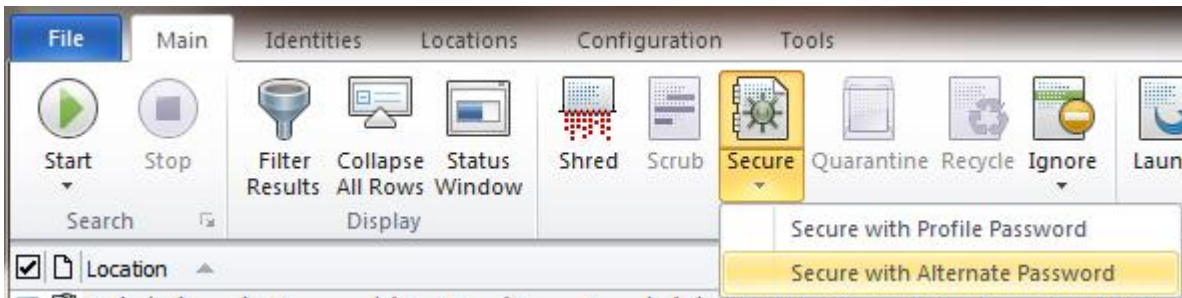 File Main Identities Locations Configuration Tools
Start Stop Filter Results Collapse All Rows Status Window Shred Scrub Secure Quarantine Recycle Ignore
Search Display
Secure with Profile Password
Location
Secure with Alternate Password